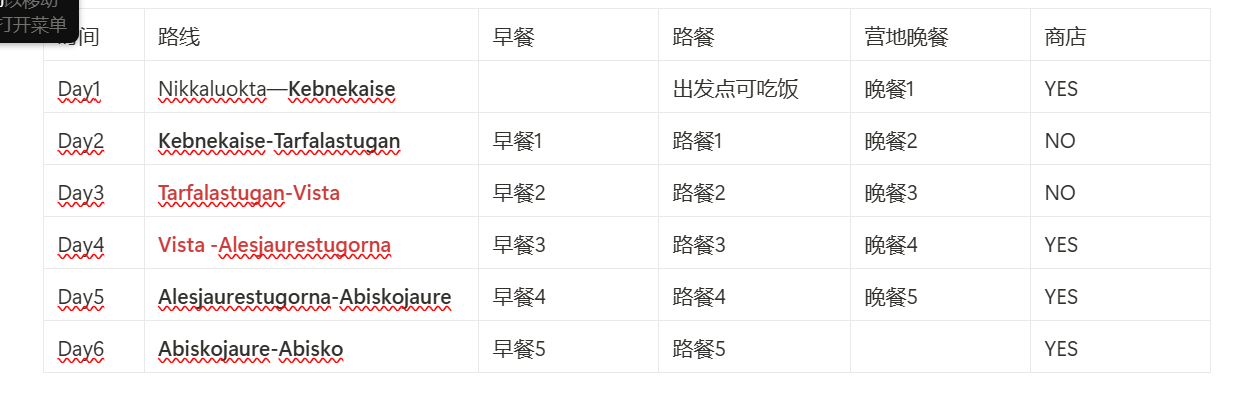 以移动
打开菜单
间 路线 早餐 路餐 营地晚餐 商店
Day1 Nikkaluokta—Kebnekaise 出发点可吃饭 晚餐1 YES
Day2 Kebnekaise-Tarfalastugan 早餐1 路餐1 晚餐2 NO
Day3 Tarfalastugan-Vista 早餐2 路餐2 晚餐3 NO
Day4 Vista -Alesjaurestugorna 早餐3 路餐3 晚餐4 YES
Day5 Alesjaurestugorna-Abiskojaure 早餐4 路餐4 晚餐5 YES
Day6 Abiskojaure-Abisko 早餐5 路餐5 YES